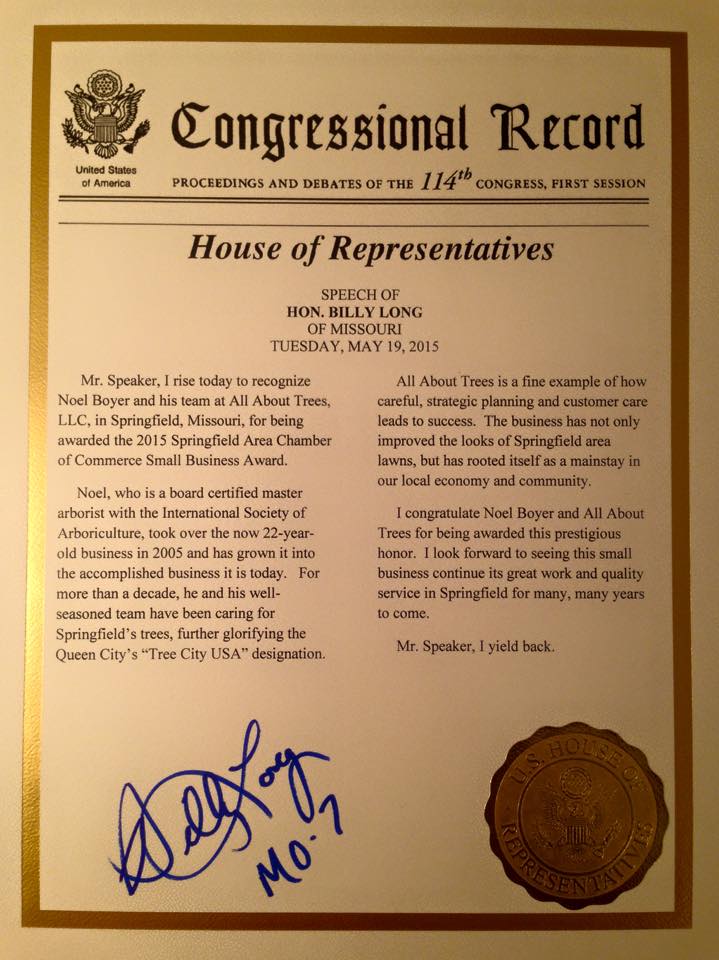 United States
of America
Congressional Record
PROCEEDINGS AND DEBATES OF THE 114th CONGRESS, FIRST SESSION
House of Representatives
SPEECH OF
HON. BILLY LONG
OF MISSOURI
TUESDAY, MAY 19, 2015
Mr. Speaker, I rise today to recognize
Noel Boyer and his team at All About Trees,
LLC, in Springfield, Missouri, for being
awarded the 2015 Springfield Area Chamber
of Commerce Small Business Award.
Noel, who is a board certified master
arborist with the International Society of
Arboriculture, took over the now 22-year-
old business in 2005 and has grown it into
the accomplished business it is today. For
more than a decade, he and his well-
seasoned team have been caring for
Springfield's trees, further glorifying the
Queen City's “Tree City USA” designation.
All About Trees is a fine example of how
careful, strategic planning and customer care
leads to success. The business has not only
improved the looks of Springfield area
lawns, but has rooted itself as a mainstay in
our local economy and community.
I congratulate Noel Boyer and All About
Trees for being awarded this prestigious
honor. I look forward to seeing this small
business continue its great work and quality
service in Springfield for many, many years
to come.
Mr. Speaker, I yield back.
Billy Long
MO-7
U.S. HOUSE OF
REPRESENTATIVES